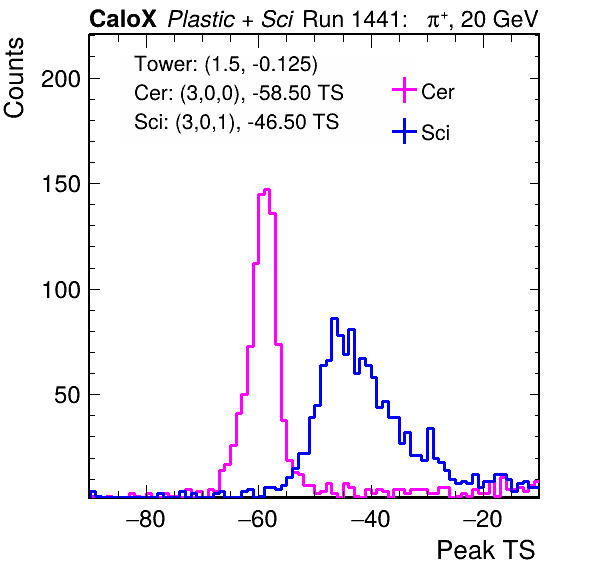 CaloX Plastic + Sci Run 1441: π⁺, 20 GeV
Tower: (1.5, -0.125)
Cer: (3,0,0), -58.50 TS
Sci: (3,0,1), -46.50 TS
Cer
Sci
Counts
200
150
100
50
−80 −60 −40 −20
Peak TS